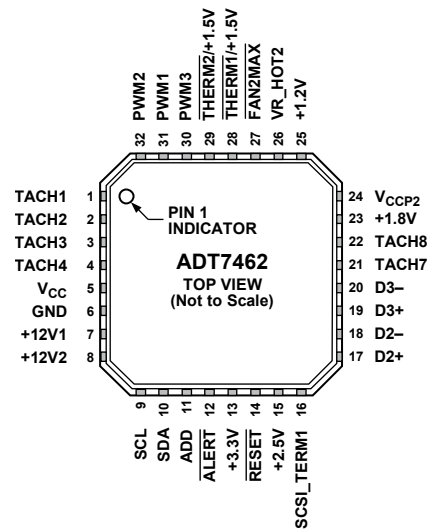 PWM2
PWM1
PWM3
THERM2/+1.5V
THERM1/+1.5V
FAN2MAX
VR_HOT2
+1.2V
32
31
30
29
28
27
26
25
TACH1 1
TACH2 2
TACH3 3
TACH4 4
VCC 5
GND 6
+12V1 7
+12V2 8
PIN 1
INDICATOR
ADT7462
TOP VIEW
(Not to Scale)
24 VCCP2
23 +1.8V
22 TACH8
21 TACH7
20 D3–
19 D3+
18 D2–
17 D2+
9
10
11
12
13
14
15
16
SCL
SDA
ADD
ALERT
+3.3V
RESET
+2.5V
SCSI_TERM1